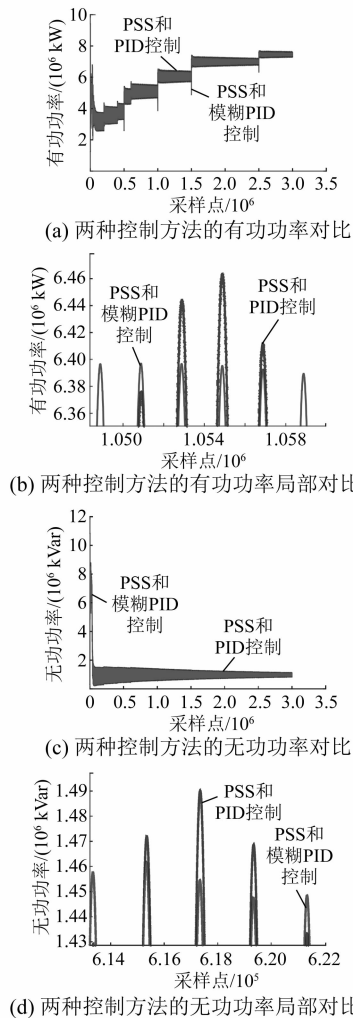 有功功率/(10⁶ kW)
8
6
4
2
0
PSS和
PID控制
PSS和
模糊PID
控制
0 0.5 1.0 1.5 2.0 2.5 3.0
采样点/10⁶
(a) 两种控制方法的有功功率对比
有功功率/(10⁶ kW)
6.46
6.44
6.42
6.40
6.38
6.36
PSS和
模糊PID
控制
PSS和
PID控制
1.050 1.054 1.058
采样点/10⁶
(b) 两种控制方法的有功功率局部对比
无功功率/(10⁶ kVar)
12
10
8
6
4
2
PSS和
模糊PID
控制
PSS和
PID控制
0 0.5 1.0 1.5 2.0 2.5 3.0
采样点/10⁶
(c) 两种控制方法的无功功率对比
无功功率/(10⁶ kVar)
1.49
1.48
1.47
1.46
1.45
1.44
1.43
PSS和
PID控制
PSS和
模糊PID
控制
6.14 6.16 6.18 6.20 6.22
采样点/10⁵
(d) 两种控制方法的无功功率局部对比